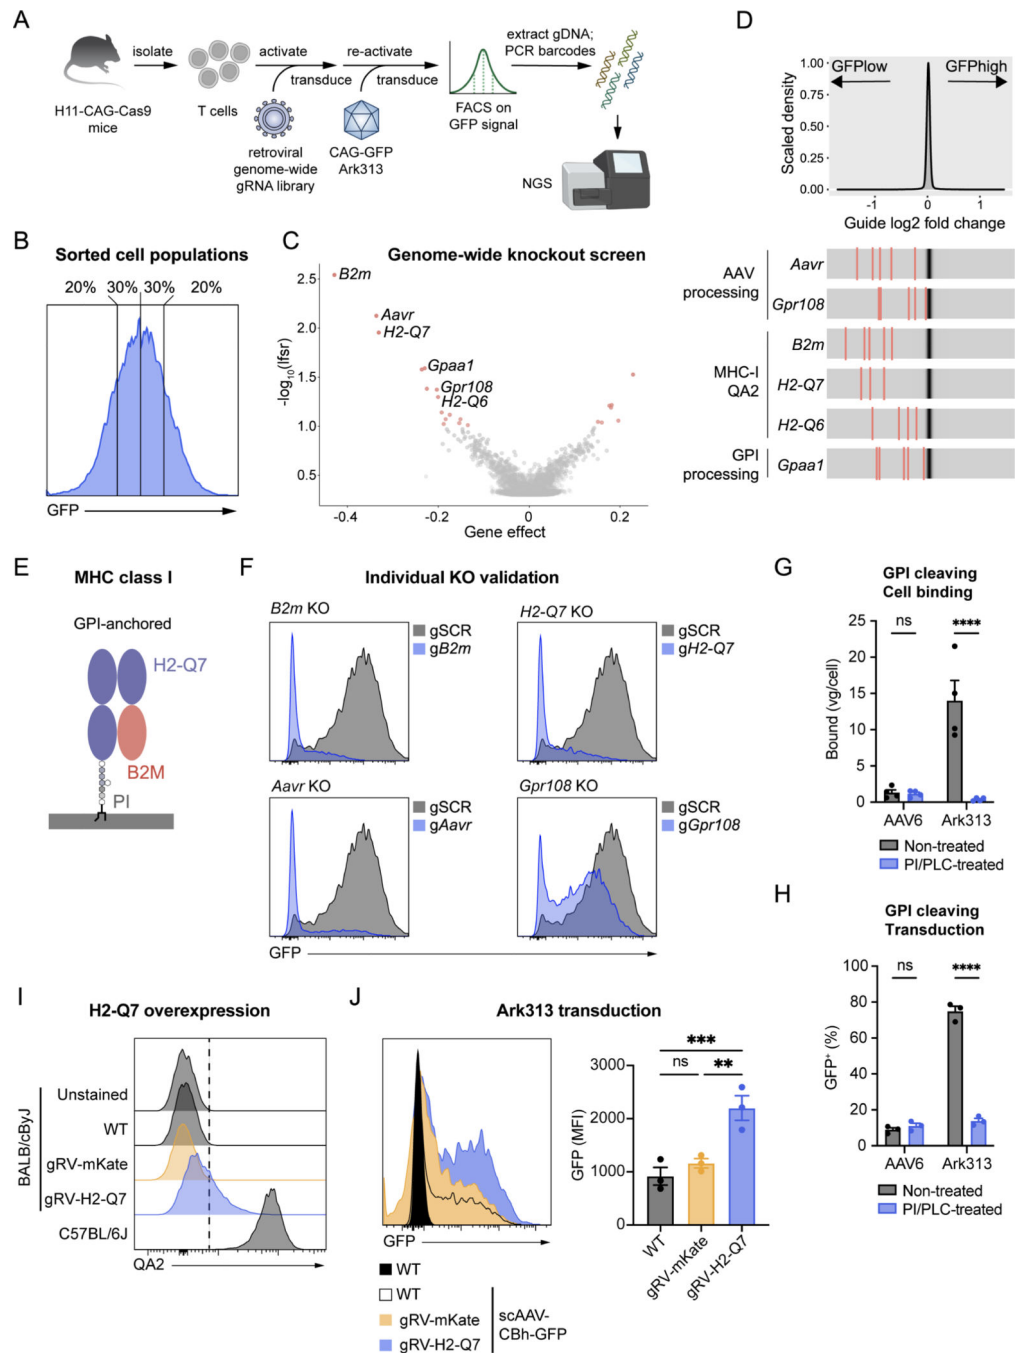 A
isolate
activate
re-activate
extract gDNA;
PCR barcodes
transduce
transduce
H11-CAG-Cas9
mice
T cells
FACS on
GFP signal
retroviral
genome-wide
gRNA library
CAG-GFP
Ark313
NGS
D
GFPlow
GFPhigh
Scaled density
1.00
0.75
0.50
0.25
0.00
-1
0
1
Guide log2 fold change
AAV
processing
Aavr
Gpr108
MHC-I
QA2
B2m
H2-Q7
H2-Q6
GPI
processing
Gpaa1
B
Sorted cell populations
20%
30%
30%
20%
GFP
C
Genome-wide knockout screen
-log10(lfsr)
2.5
2.0
1.5
1.0
0.5
B2m
Aavr
H2-Q7
Gpaa1
Gpr108
H2-Q6
-0.4
-0.2
0
0.2
Gene effect
E
MHC class I
GPI-anchored
H2-Q7
B2M
PI
F
Individual KO validation
B2m KO
gSCR
gB2m
H2-Q7 KO
gSCR
gH2-Q7
Aavr KO
gSCR
gAavr
Gpr108 KO
gSCR
gGpr108
GFP
G
GPI cleaving
Cell binding
ns
****
Bound (vg/cell)
25
20
15
10
5
0
AAV6
Ark313
Non-treated
PI/PLC-treated
H
GPI cleaving
Transduction
ns
****
GFP+ (%)
100
80
60
40
20
0
AAV6
Ark313
Non-treated
PI/PLC-treated
I
H2-Q7 overexpression
BALB/cByJ
Unstained
WT
gRV-mKate
gRV-H2-Q7
C57BL/6J
QA2
J
Ark313 transduction
GFP
WT
WT
gRV-mKate
gRV-H2-Q7
scAAV-
CBh-GFP
***
ns
**
GFP (MFI)
3000
2000
1000
0
WT
gRV-mKate
gRV-H2-Q7